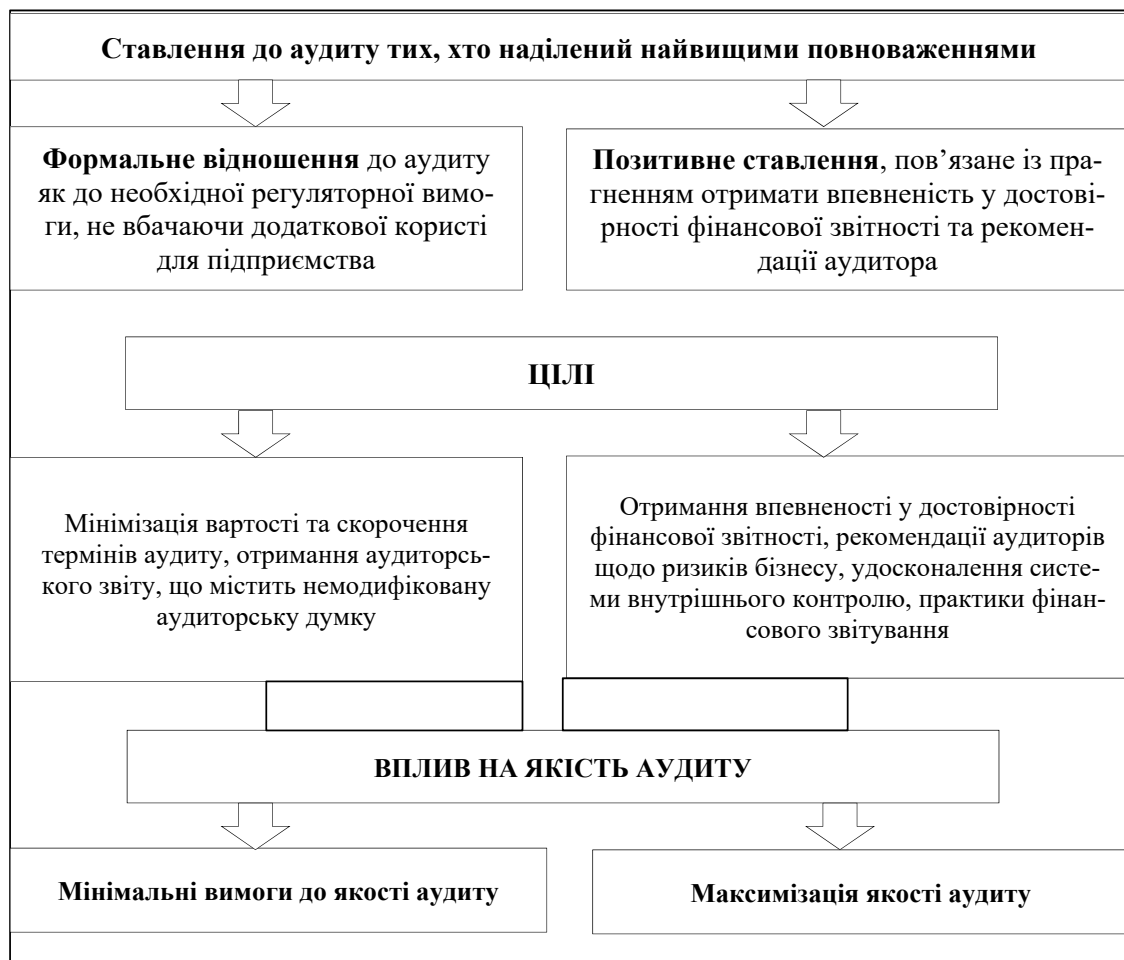 Ставлення до аудиту тих, хто наділений найвищими повноваженнями
Формальне відношення до аудиту
як до необхідної регуляторної вимо-
ги, не вбачаючи додаткової користі
для підприємства
Позитивне ставлення, пов’язане із пра-
гненням отримати впевненість у достові-
рності фінансової звітності та рекомен-
дації аудитора
ЦІЛІ
Мінімізація вартості та скорочення
термінів аудиту, отримання аудиторсь-
кого звіту, що містить немодифіковану
аудиторську думку
Отримання впевненості у достовірності
фінансової звітності, рекомендації аудиторів
щодо ризиків бізнесу, удосконалення систе-
ми внутрішнього контролю, практики фінан-
сового звітування
ВПЛИВ НА ЯКІСТЬ АУДИТУ
Мінімальні вимоги до якості аудиту
Максимізація якості аудиту